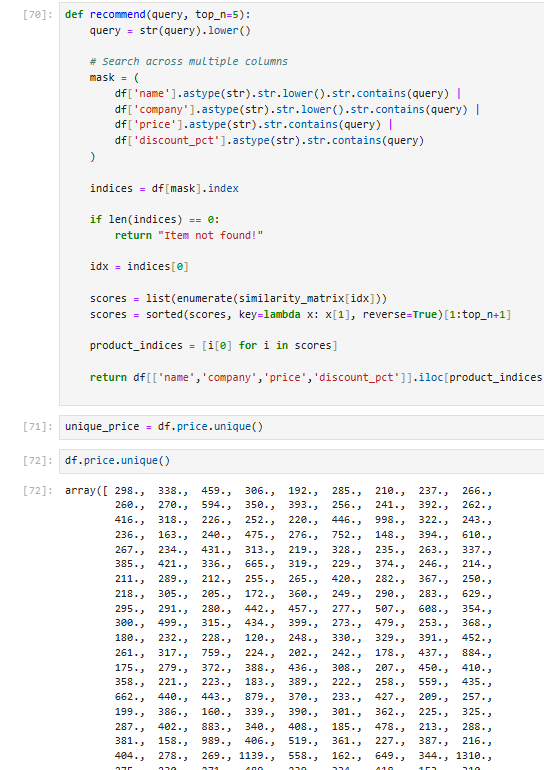 [70]: def recommend(query, top_n=5):
    query = str(query).lower()

    # Search across multiple columns
    mask = (
        df['name'].astype(str).str.lower().str.contains(query) |
        df['company'].astype(str).str.lower().str.contains(query) |
        df['price'].astype(str).str.contains(query) |
        df['discount_pct'].astype(str).str.contains(query)
    )

    indices = df[mask].index

    if len(indices) == 0:
        return "Item not found!"

    idx = indices[0]

    scores = list(enumerate(similarity_matrix[idx]))
    scores = sorted(scores, key=lambda x: x[1], reverse=True)[1:top_n+1]

    product_indices = [i[0] for i in scores]

    return df[['name','company','price','discount_pct']].iloc[product_indices

[71]: unique_price = df.price.unique()

[72]: df.price.unique()

[72]: array([ 298., 338., 459., 306., 192., 285., 210., 237., 266.,
260., 270., 594., 350., 393., 256., 241., 392., 262.,
416., 318., 226., 252., 220., 446., 998., 322., 243.,
236., 163., 240., 475., 276., 752., 148., 394., 610.,
267., 234., 431., 313., 219., 328., 235., 263., 337.,
385., 421., 336., 665., 319., 229., 374., 246., 214.,
211., 289., 212., 255., 265., 420., 282., 367., 250.,
218., 305., 205., 172., 360., 249., 290., 283., 629.,
295., 291., 280., 442., 457., 277., 507., 608., 354.,
300., 499., 315., 434., 399., 273., 479., 253., 368.,
180., 232., 228., 120., 248., 330., 329., 391., 452.,
261., 317., 759., 224., 202., 242., 178., 437., 884.,
175., 279., 372., 388., 436., 308., 207., 450., 410.,
358., 221., 223., 183., 389., 222., 258., 559., 435.,
662., 440., 443., 879., 370., 233., 427., 209., 257.,
199., 386., 160., 339., 390., 301., 362., 225., 325.,
287., 402., 883., 340., 408., 185., 478., 213., 288.,
381., 158., 989., 406., 519., 361., 227., 387., 216.,
404., 278., 269., 1139., 558., 162., 649., 344., 1310.,